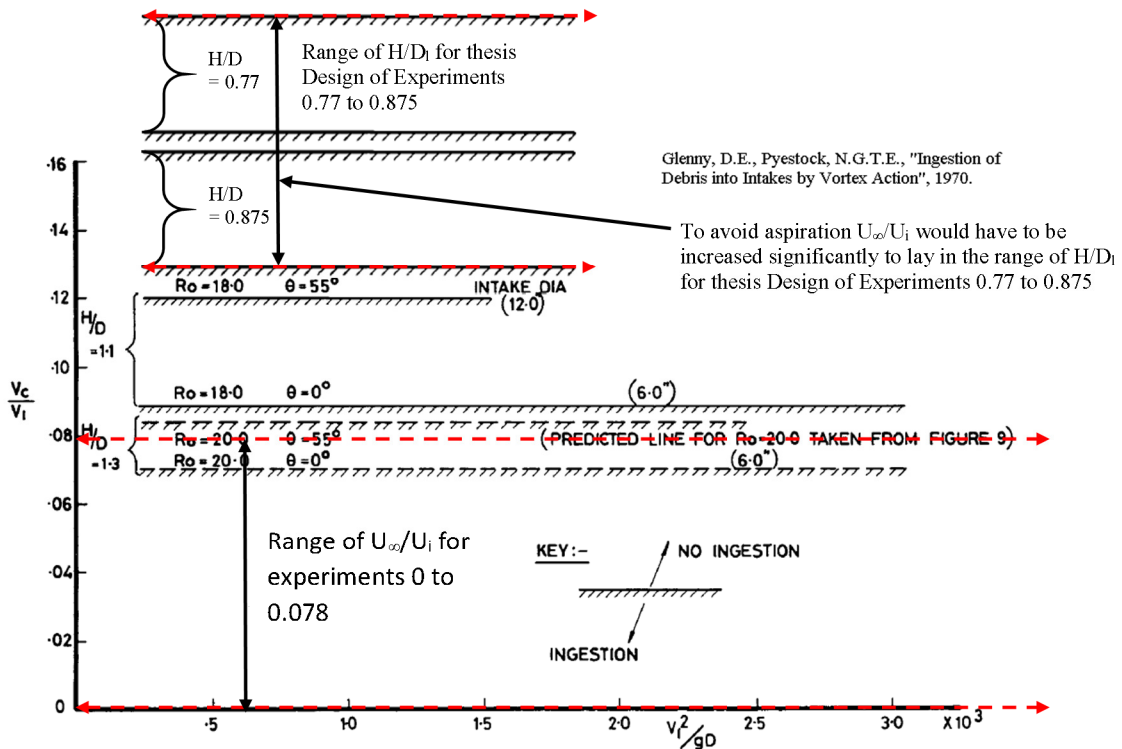 H/D
= 0.77
Range of H/Dᵢ for thesis
Design of Experiments
0.77 to 0.875
H/D
= 0.875
Glenny, D.E., Pyestock, N.G.T.E., "Ingestion of
Debris into Intakes by Vortex Action", 1970.
To avoid aspiration U∞/Uᵢ would have to be
increased significantly to lay in the range of H/Dᵢ
for thesis Design of Experiments 0.77 to 0.875
·16
·14
·12
·10
·08
·06
·04
·02
0
Vc/V₁
Ro = 18·0 θ = 55° INTAKE DIA
(12·0)
H/D
=1·1
Ro = 18·0 θ = 0° (6·0")
H/D
=1·3
Ro = 20·0 θ = 55° (PREDICTED LINE FOR Ro=20·0 TAKEN FROM FIGURE 9)
Ro = 20·0 θ = 0° (6·0")
Range of U∞/Uᵢ for
experiments 0 to
0.078
KEY:-
NO INGESTION
INGESTION
·5 1·0 1·5 2·0 2·5 3·0 X10³
V₁²/gD